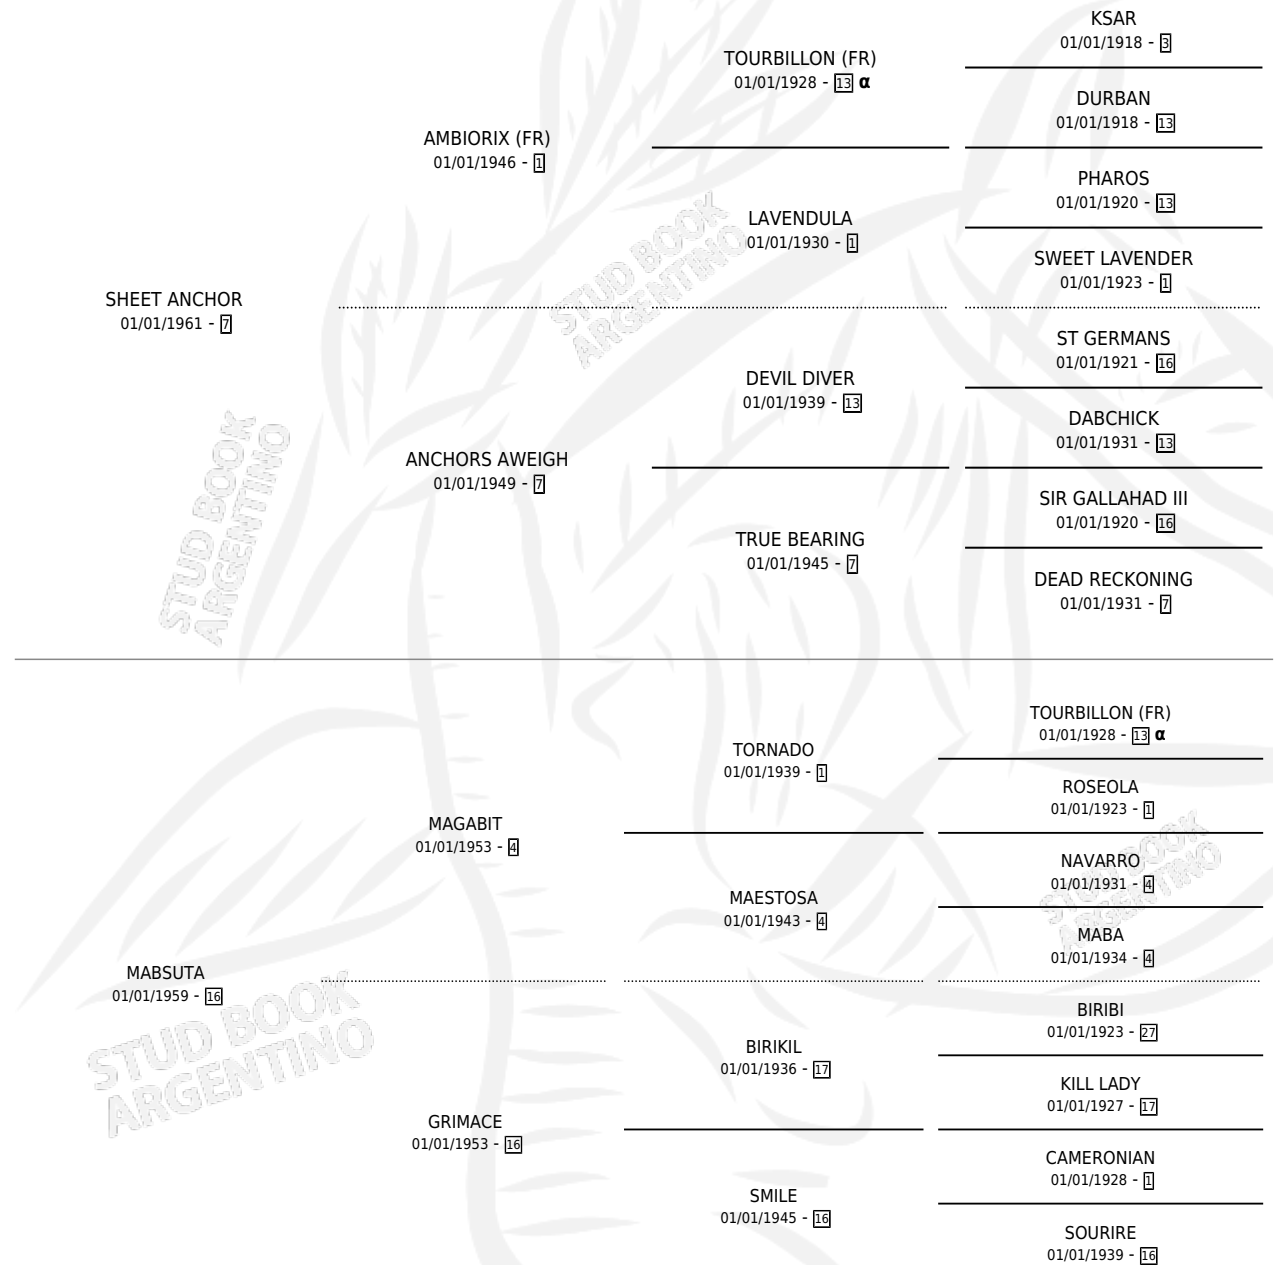 KSAR
01/01/1918 - 3
TOURBILLON (FR)
01/01/1928 - 13 α
DURBAN
01/01/1918 - 13
AMBIORIX (FR)
01/01/1946 - 1
PHAROS
01/01/1920 - 13
LAVENDULA
01/01/1930 - 1
SWEET LAVENDER
01/01/1923 - 1
STUD BOOK
ARGENTINO
SHEET ANCHOR
01/01/1961 - 7
ST GERMANS
01/01/1921 - 16
DEVIL DIVER
01/01/1939 - 13
DABCHICK
01/01/1931 - 13
ANCHORS AWEIGH
01/01/1949 - 7
SIR GALLAHAD III
01/01/1920 - 16
TRUE BEARING
01/01/1945 - 7
DEAD RECKONING
01/01/1931 - 7
STUD BOOK
ARGENTINO
TOURBILLON (FR)
01/01/1928 - 13 α
TORNADO
01/01/1939 - 1
ROSEOLA
01/01/1923 - 1
MAGABIT
01/01/1953 - 4
NAVARRO
01/01/1931 - 4
STUD BOOK
ARGENTINO
MAESTOSA
01/01/1943 - 4
MABA
01/01/1934 - 4
MABSUTA
01/01/1959 - 16
STUD BOOK
ARGENTINO
BIRIBI
01/01/1923 - 27
BIRIKIL
01/01/1936 - 17
KILL LADY
01/01/1927 - 17
GRIMACE
01/01/1953 - 16
CAMERONIAN
01/01/1928 - 1
SMILE
01/01/1945 - 16
SOURIRE
01/01/1939 - 16